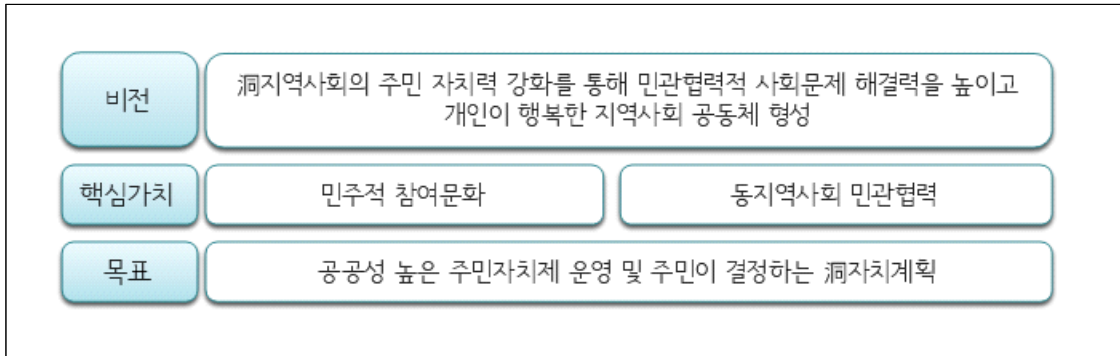 비전
洞지역사회의 주민 자치력 강화를 통해 민관협력적 사회문제 해결력을 높이고
개인이 행복한 지역사회 공동체 형성
핵심가치
민주적 참여문화
동지역사회 민관협력
목표
공공성 높은 주민자치제 운영 및 주민이 결정하는 洞자치계획